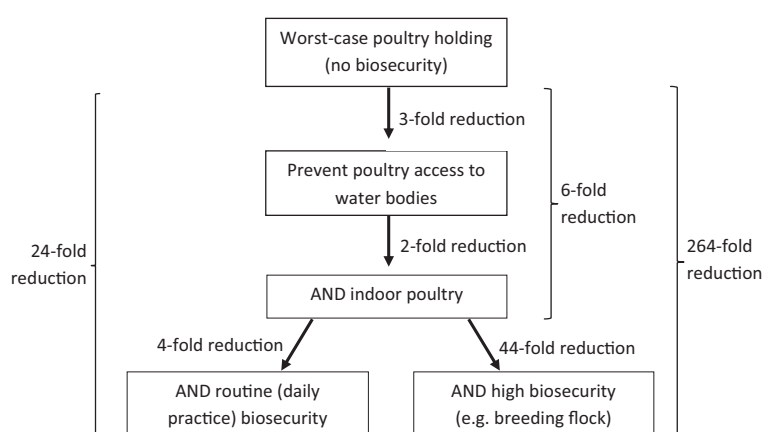 Worst-case poultry holding
(no biosecurity)
3-fold reduction
Prevent poultry access to
water bodies
6-fold
reduction
2-fold reduction
24-fold
reduction
264-fold
reduction
AND indoor poultry
4-fold reduction
44-fold reduction
AND routine (daily
practice) biosecurity
AND high biosecurity
(e.g. breeding flock)